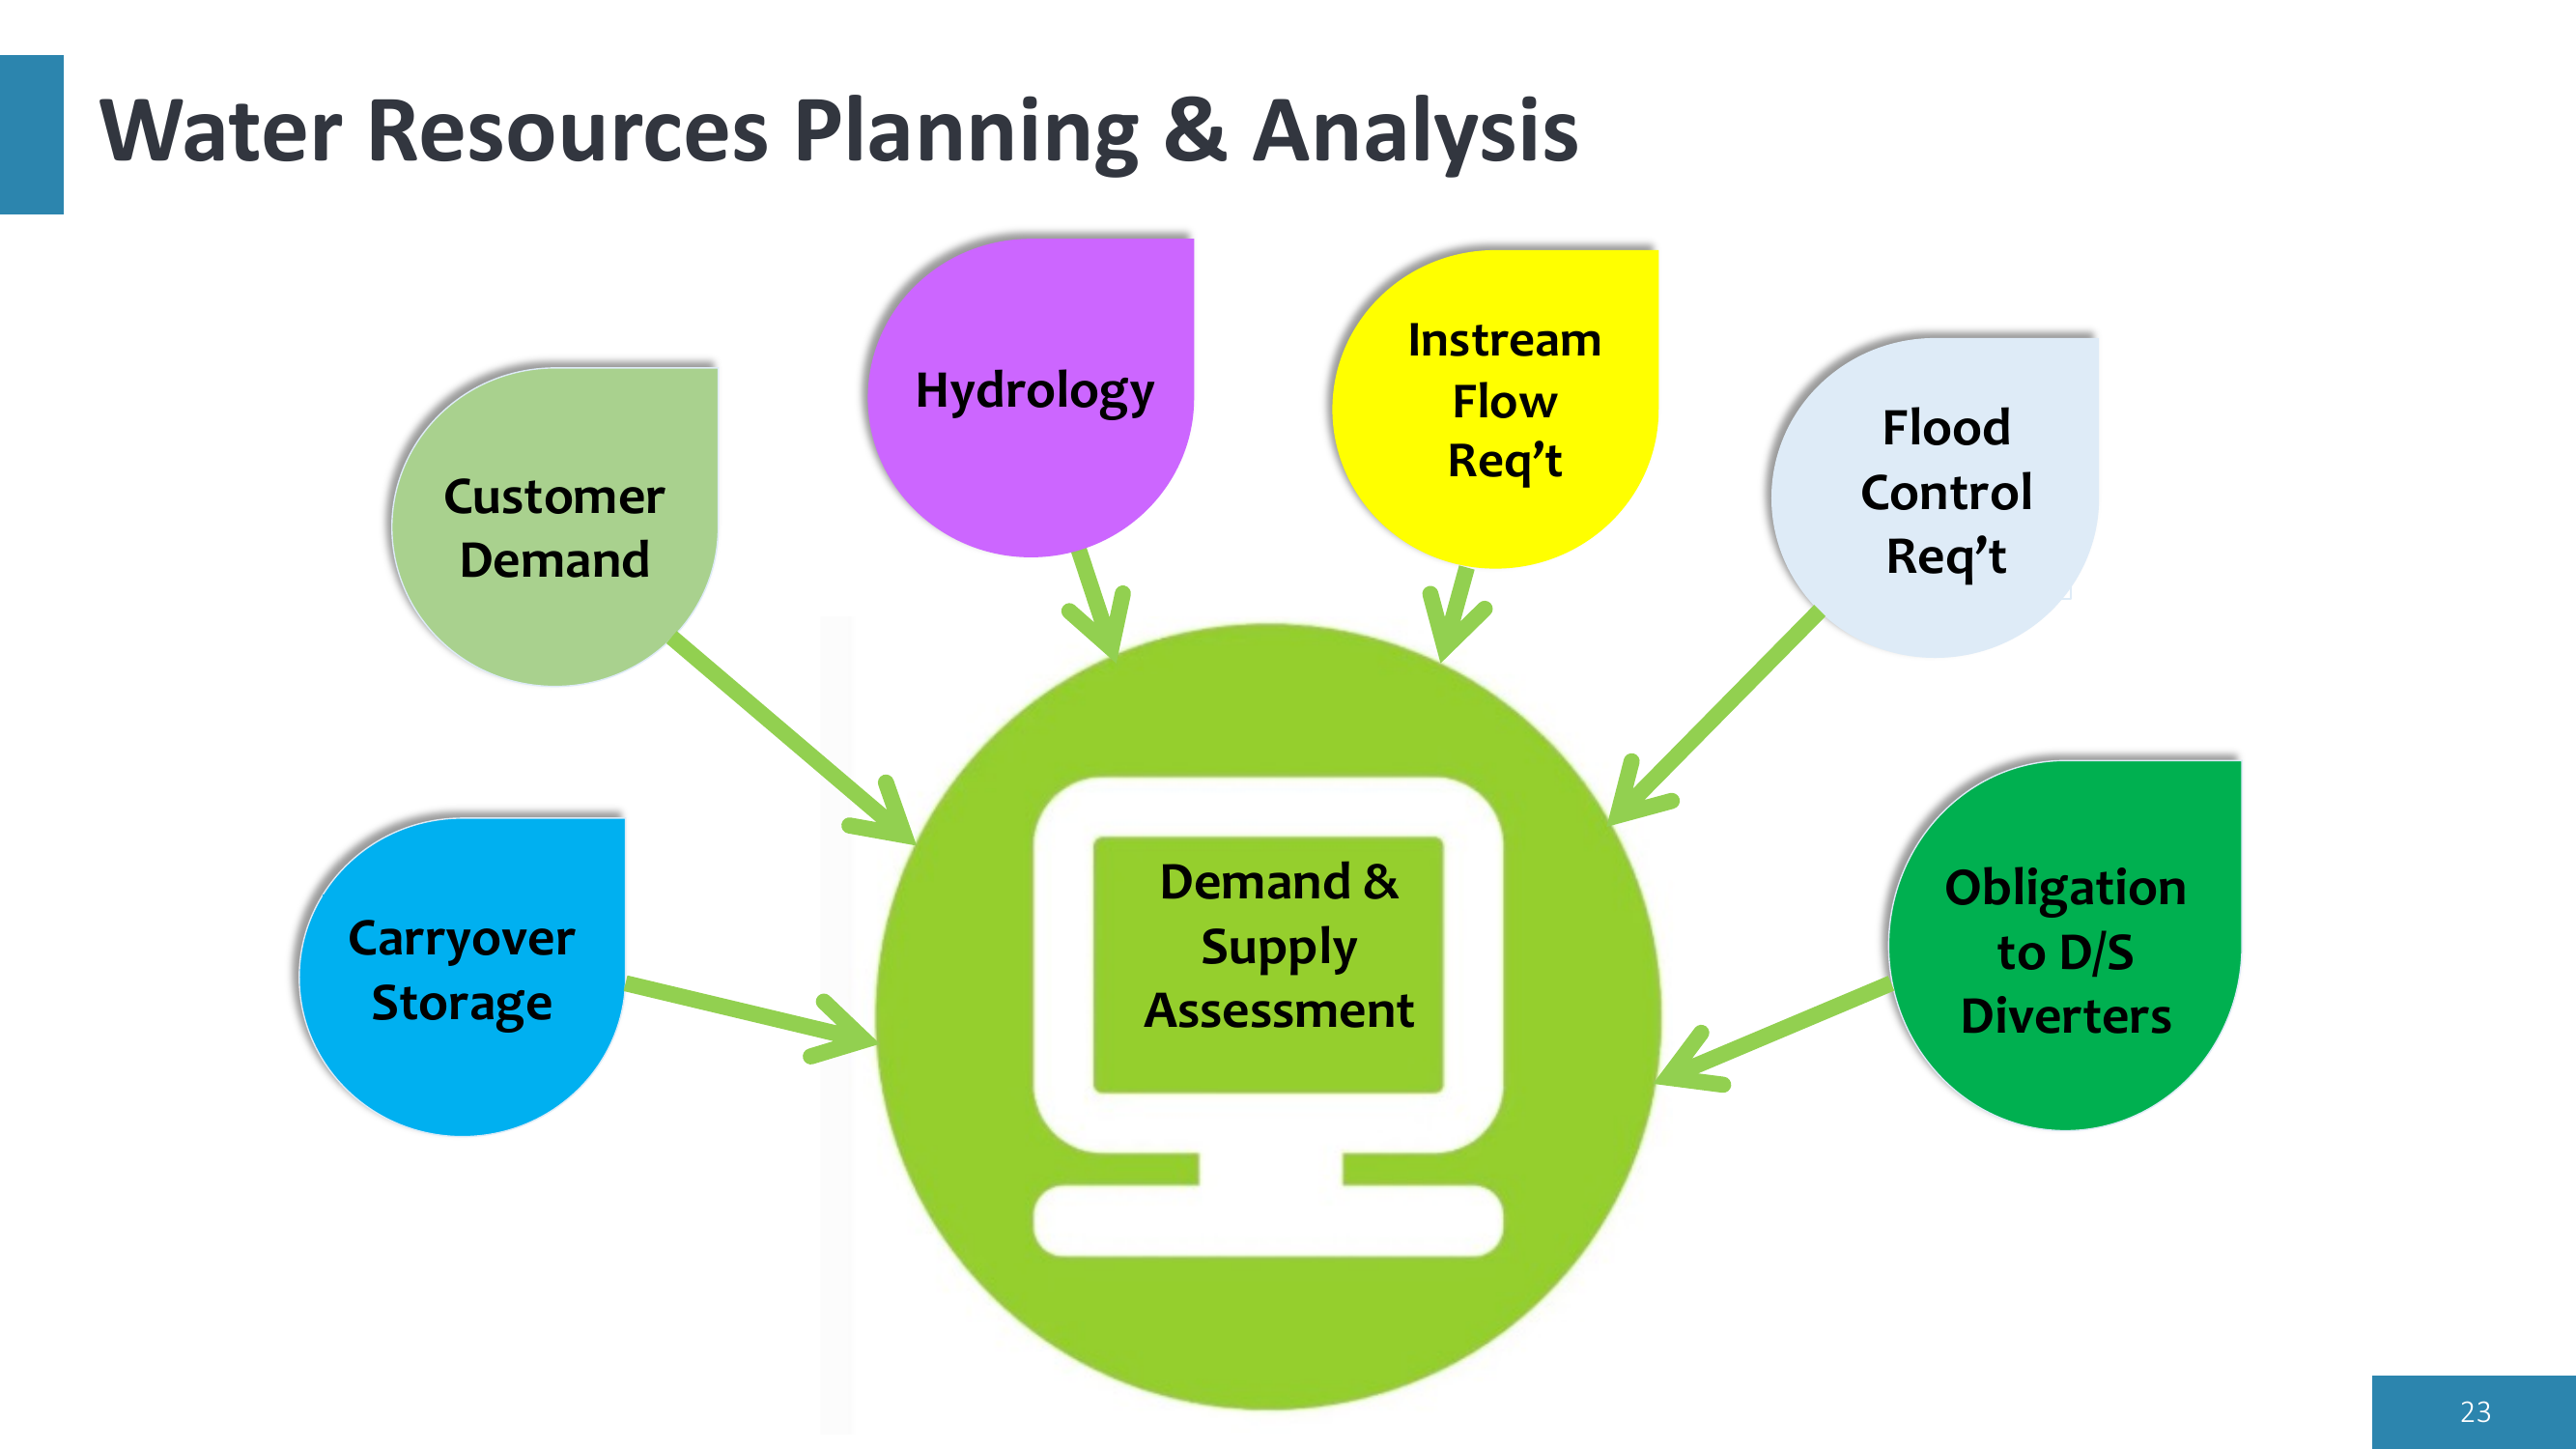 Water Resources Planning & Analysis
Hydrology
Instream
Flow
Req’t
Flood
Control
Req’t
Customer
Demand
Carryover
Storage
Demand &
Supply
Assessment
Obligation
to D/S
Diverters
23